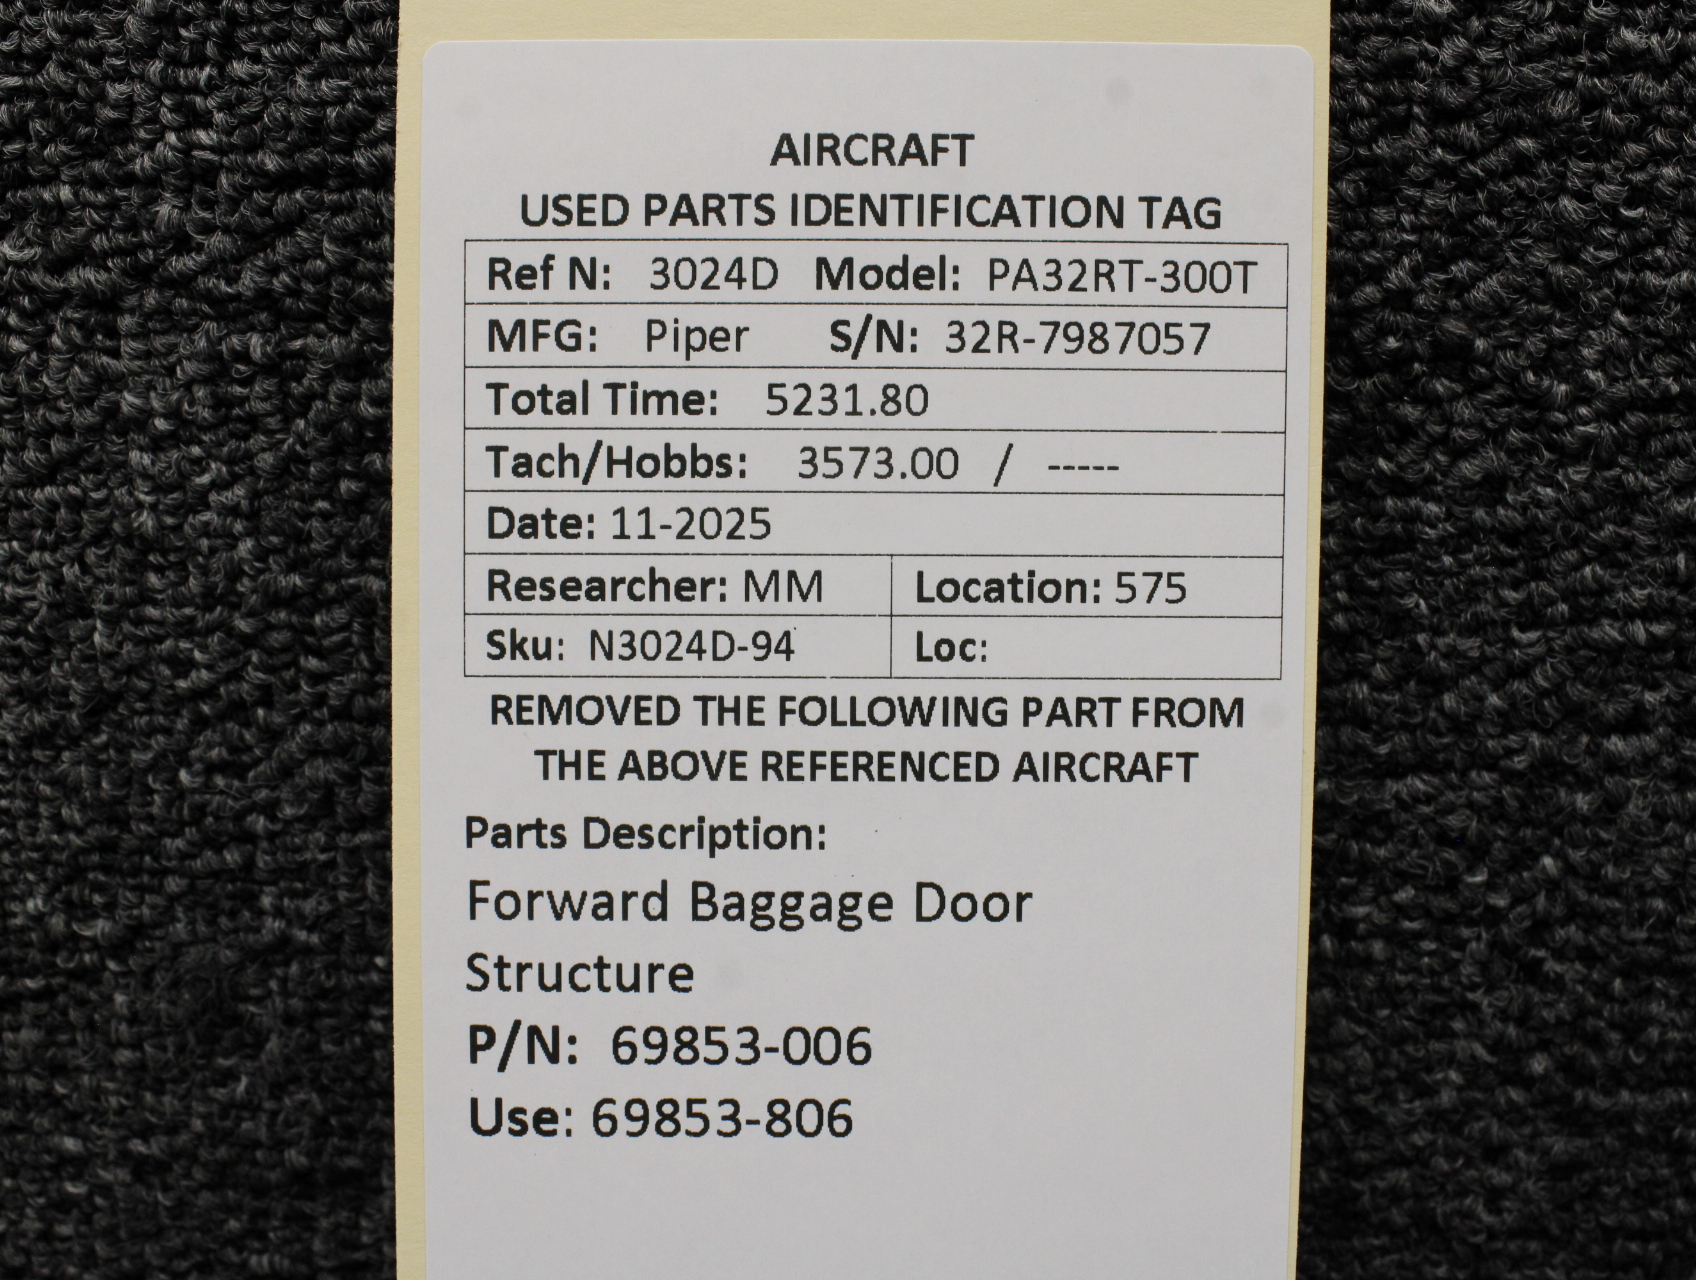 AIRCRAFT
USED PARTS IDENTIFICATION TAG
Ref N: 3024D Model: PA32RT-300T
MFG: Piper S/N: 32R-7987057
Total Time: 5231.80
Tach/Hobbs: 3573.00 / -----
Date: 11-2025
Researcher: MM Location: 575
Sku: N3024D-94 Loc:
REMOVED THE FOLLOWING PART FROM
THE ABOVE REFERENCED AIRCRAFT
Parts Description:
Forward Baggage Door
Structure
P/N: 69853-006
Use: 69853-806